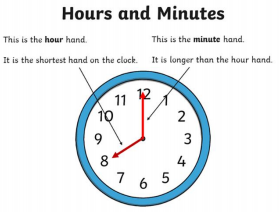 Hours and Minutes
This is the hour hand.
It is the shortest hand on the clock.
This is the minute hand.
It is longer than the hour hand.
12
1
2
3
4
5
6
7
8
9
10
11